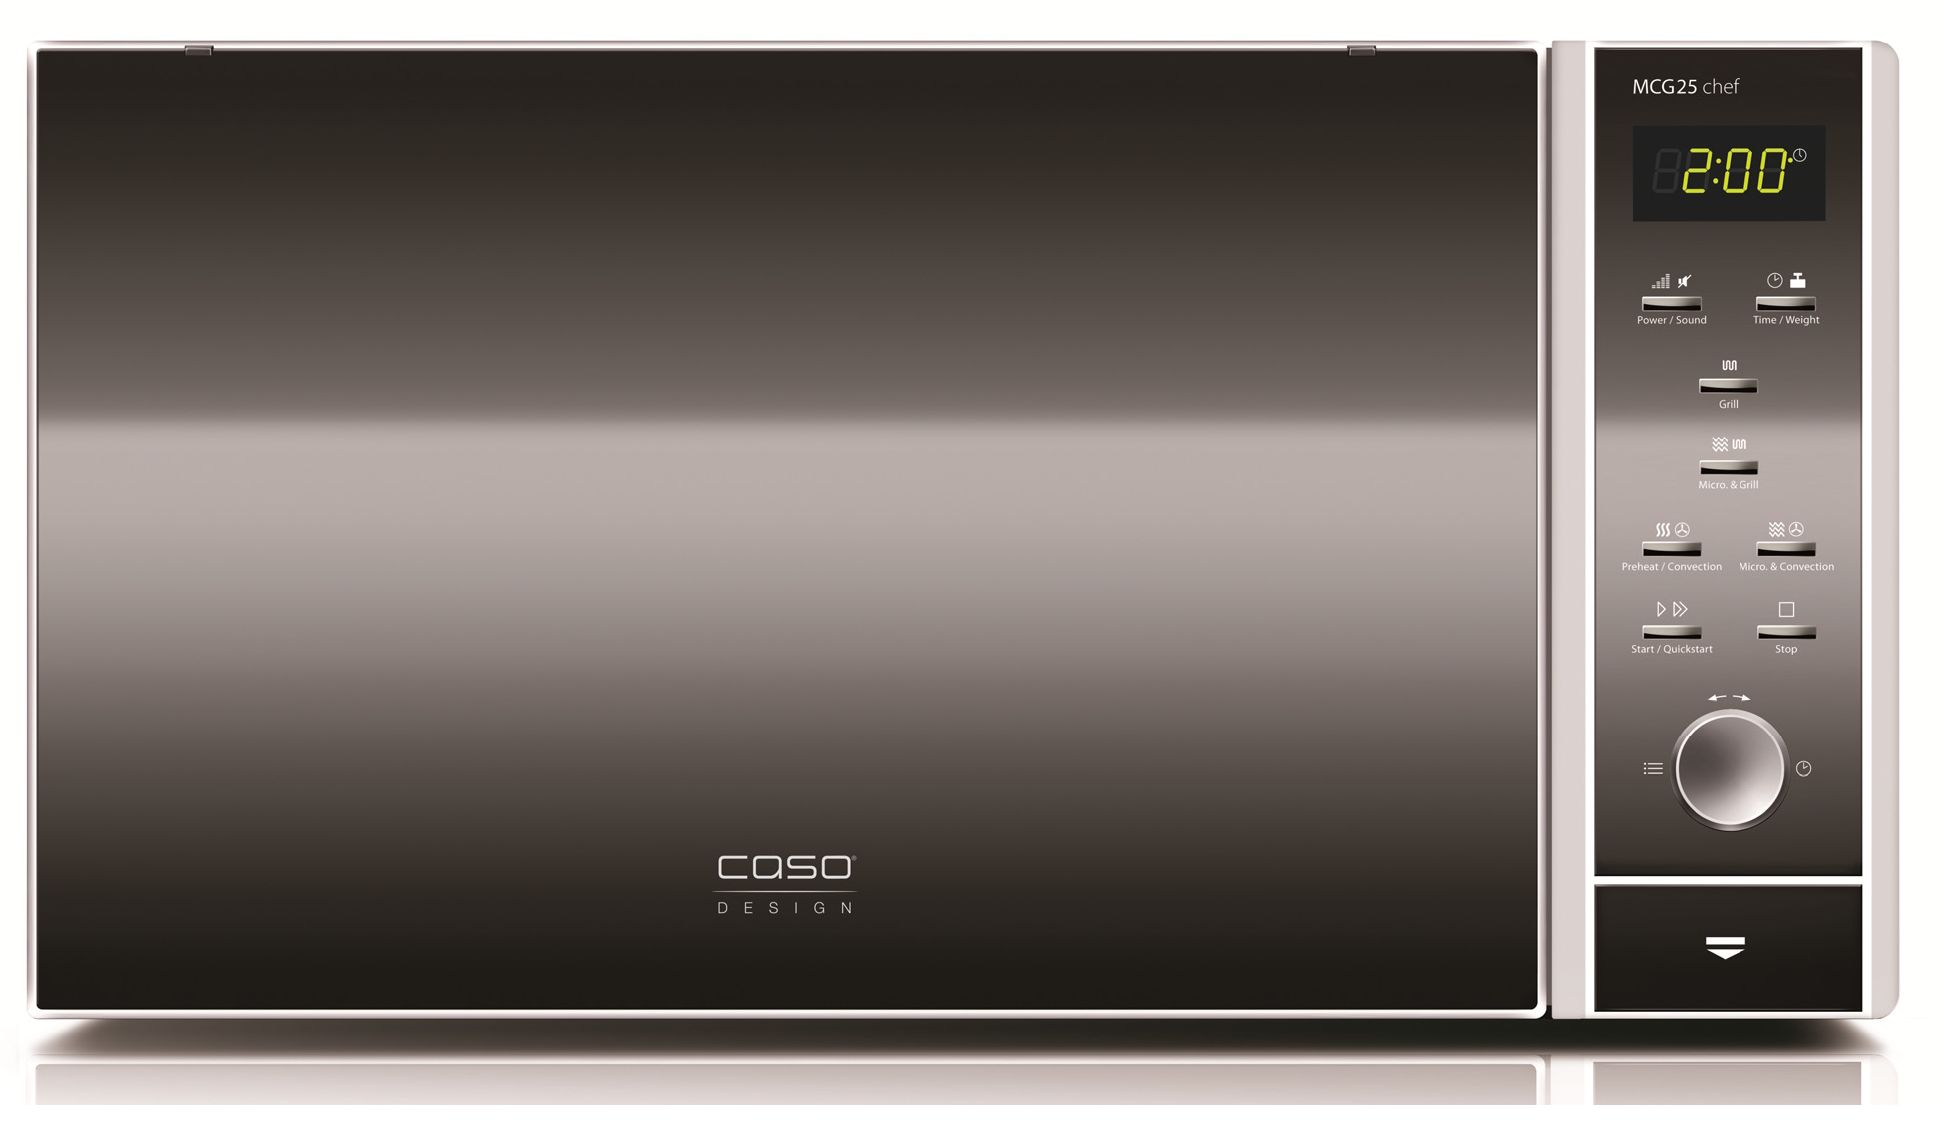 MCG25 chef
2:00
Power / Sound
Time / Weight
Grill
Micro. & Grill
Preheat / Convection
Micro. & Convection
Start / Quickstart
Stop
caso®
DESIGN